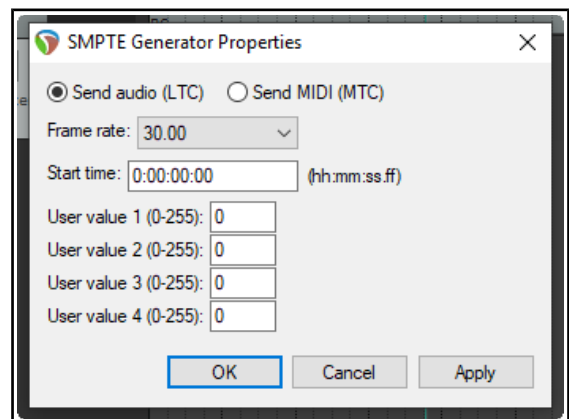 SMPTE Generator Properties
Send audio (LTC) Send MIDI (MTC)
Frame rate: 30.00
Start time: 0:00:00:00 (hh:mm:ss.ff)
User value 1 (0-255): 0
User value 2 (0-255): 0
User value 3 (0-255): 0
User value 4 (0-255): 0
OK Cancel Apply